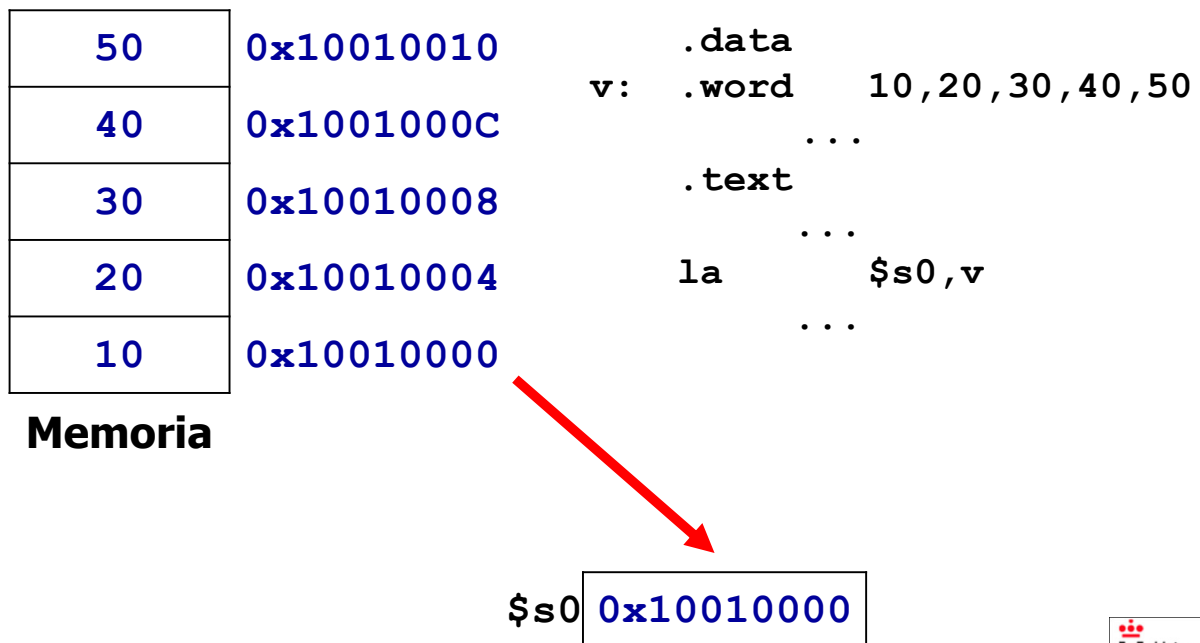 50 0x10010010
40 0x1001000C
30 0x10010008
20 0x10010004
10 0x10010000
Memoria
.data
v: .word 10,20,30,40,50
...
.text
...
la $s0,v
...
$s0 0x10010000